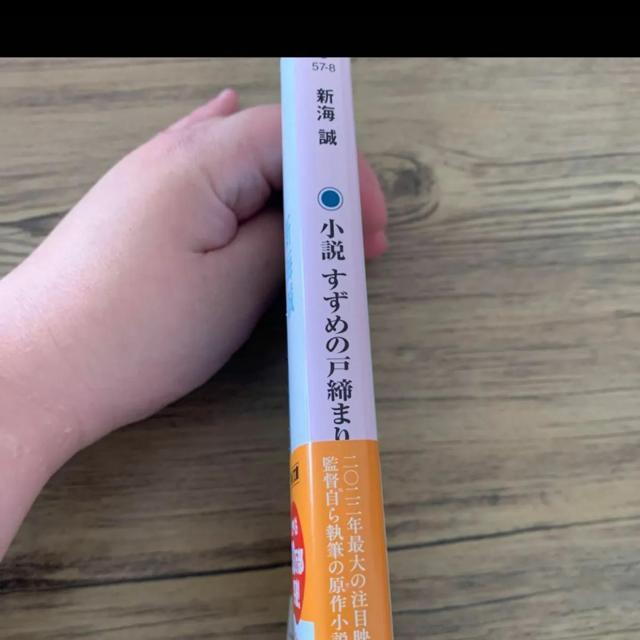 57-8
新海 誠
小説 すずめの戸締まり
二〇二二年最大の注目映
監督自ら執筆の原作小説